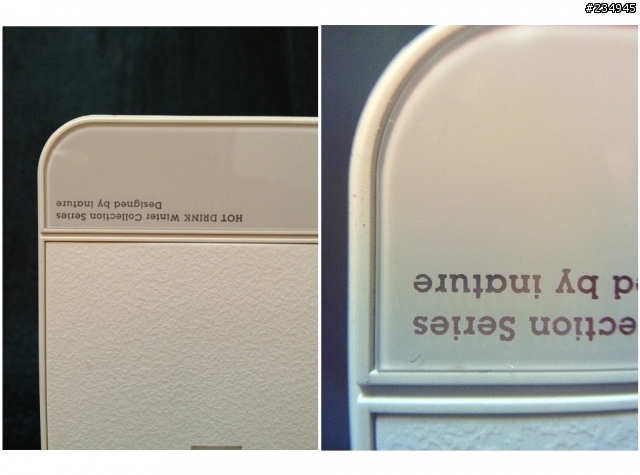 #234945
HOT DRINK Winter Collection Series
Designed by inature
ection Series
ed by inature